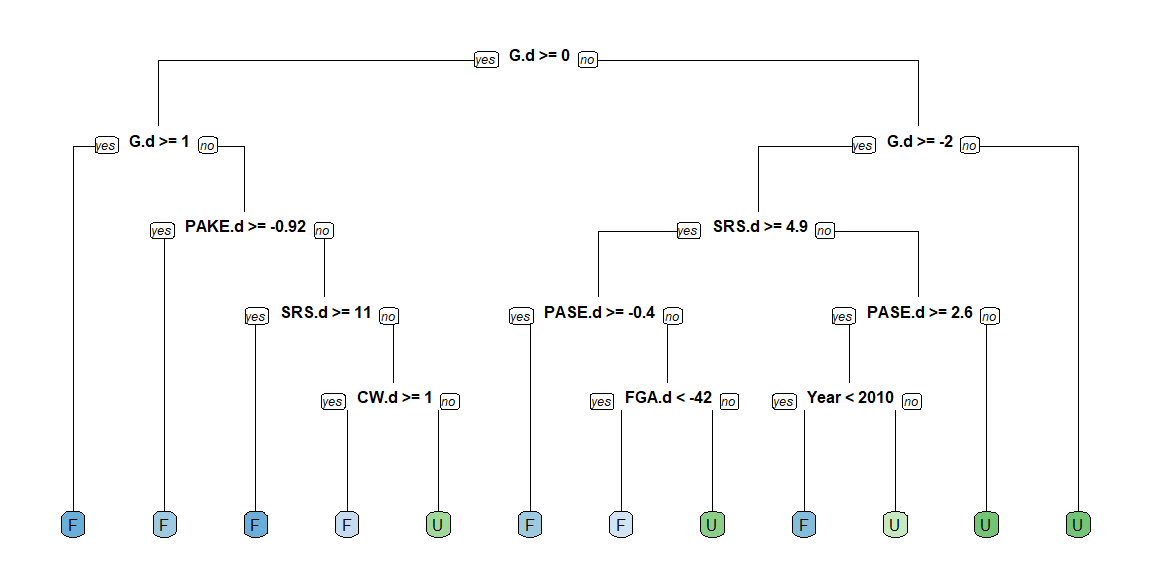 yes G.d >= 0 no
yes G.d >= 1 no
yes G.d >= -2 no
yes PAKE.d >= -0.92 no
yes SRS.d >= 4.9 no
yes SRS.d >= 11 no
yes PASE.d >= -0.4 no
yes PASE.d >= 2.6 no
yes CW.d >= 1 no
yes FGA.d < -42 no
yes Year < 2010 no
F F F F U F F U F U U U